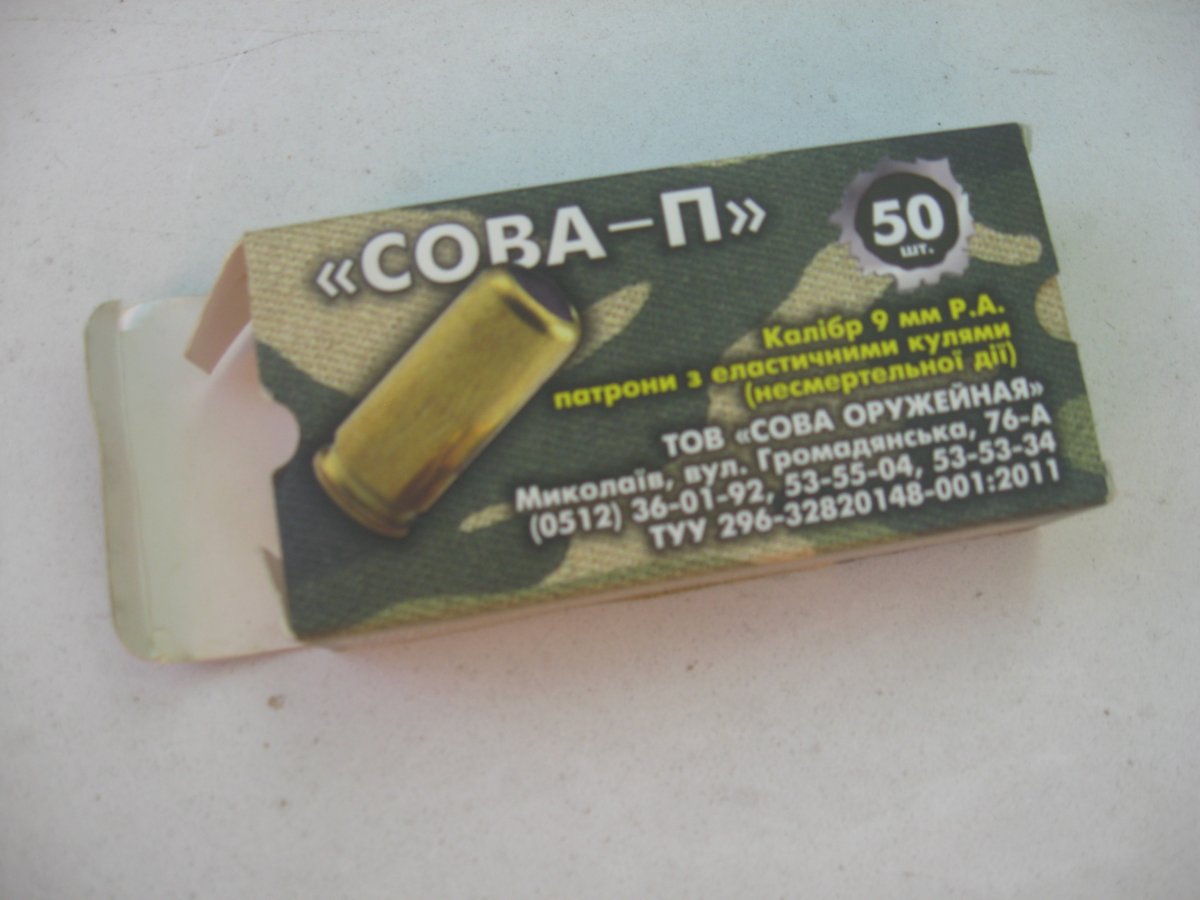 «СОВА–П»
50
шт.
Калібр 9 мм Р.А.
патрони з еластичними кулями
(несмертельної дії)
ТОВ «СОВА ОРУЖЕЙНАЯ»
Миколаїв, вул. Громадянська, 76-А
(0512) 36-01-92, 53-55-04, 53-53-34
ТУУ 296-32820148-001:2011